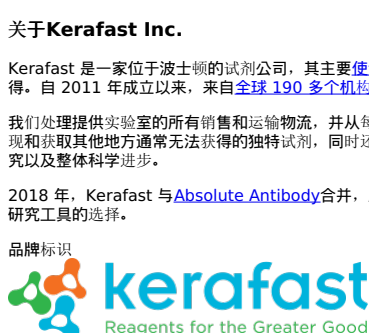 关于Kerafast Inc.
Kerafast 是一家位于波士顿的试剂公司，其主要使
得。自 2011 年成立以来，来自全球 190 多个机构
我们处理提供实验室的所有销售和运输物流，并从每
现和获取其他地方通常无法获得的独特试剂，同时还
究以及整体科学进步。
2018 年，Kerafast 与Absolute Antibody合并，
研究工具的选择。
品牌标识
kerafast
Reagents for the Greater Good